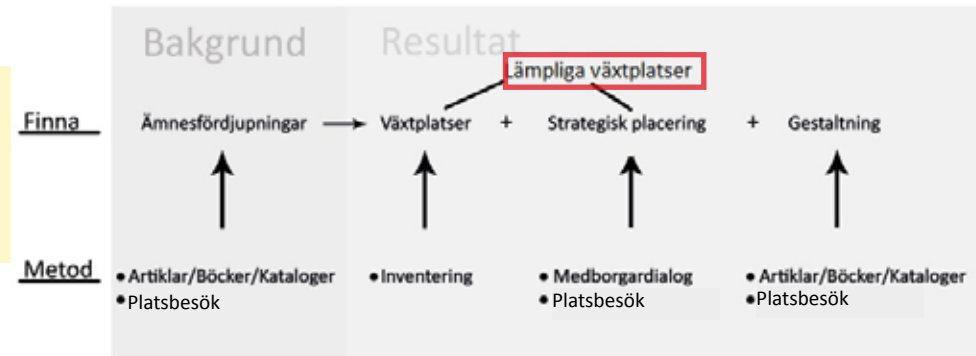 Bakgrund Resultat
Lämpliga växtplatser
Finna Ämnesfördjupningar Växtplatser + Strategisk placering + Gestaltning
Metod • Artiklar/Böcker/Kataloger • Inventering • Medborgardialog • Artiklar/Böcker/Kataloger
• Platsbesök • Platsbesök • Platsbesök